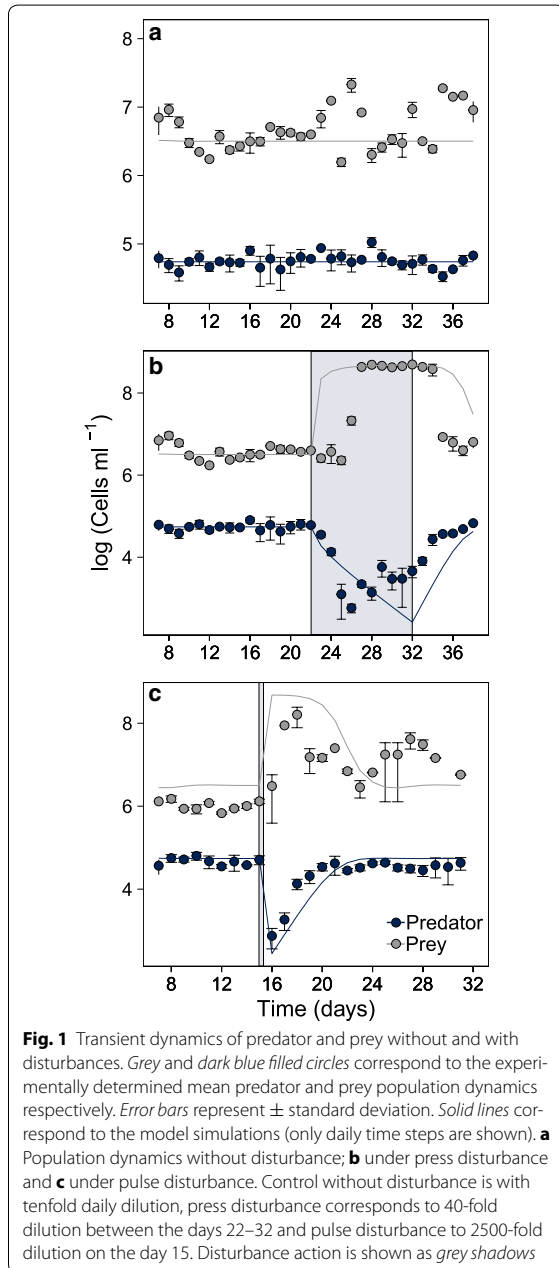 a
8
7
6
5
8 12 16 20 24 28 32 36
b
8
6
4
8 12 16 20 24 28 32 36
log (Cells ml −1)
c
8
6
4
Predator
Prey
8 12 16 20 24 28 32
Time (days)
Fig. 1 Transient dynamics of predator and prey without and with
disturbances. Grey and dark blue filled circles correspond to the experi-
mentally determined mean predator and prey population dynamics
respectively. Error bars represent ± standard deviation. Solid lines cor-
respond to the model simulations (only daily time steps are shown). a
Population dynamics without disturbance; b under press disturbance
and c under pulse disturbance. Control without disturbance is with
tenfold daily dilution, press disturbance corresponds to 40-fold
dilution between the days 22–32 and pulse disturbance to 2500-fold
dilution on the day 15. Disturbance action is shown as grey shadows